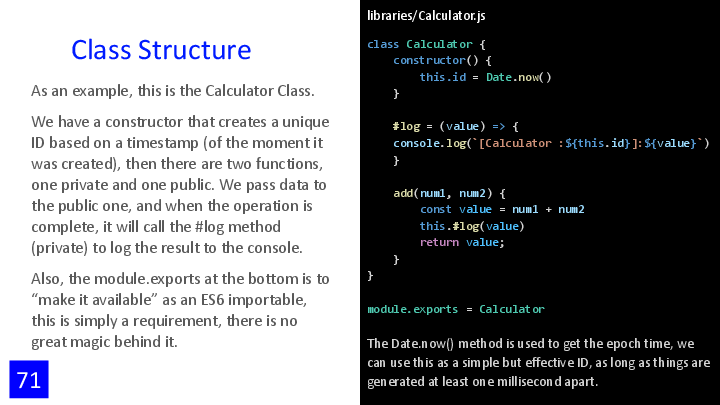 Class Structure
As an example, this is the Calculator Class.
We have a constructor that creates a unique
ID based on a timestamp (of the moment it
was created), then there are two functions,
one private and one public. We pass data to
the public one, and when the operation is
complete, it will call the #log method
(private) to log the result to the console.
Also, the module.exports at the bottom is to
“make it available” as an ES6 importable,
this is simply a requirement, there is no
great magic behind it.
71
libraries/Calculator.js
class Calculator {
    constructor() {
        this.id = Date.now()
    }
    #log = (value) => {
    console.log(`[Calculator :${this.id}]:${value}`)
    }
    add(num1, num2) {
        const value = num1 + num2
        this.#log(value)
        return value;
    }
}
module.exports = Calculator
The Date.now() method is used to get the epoch time, we
can use this as a simple but effective ID, as long as things are
generated at least one millisecond apart.